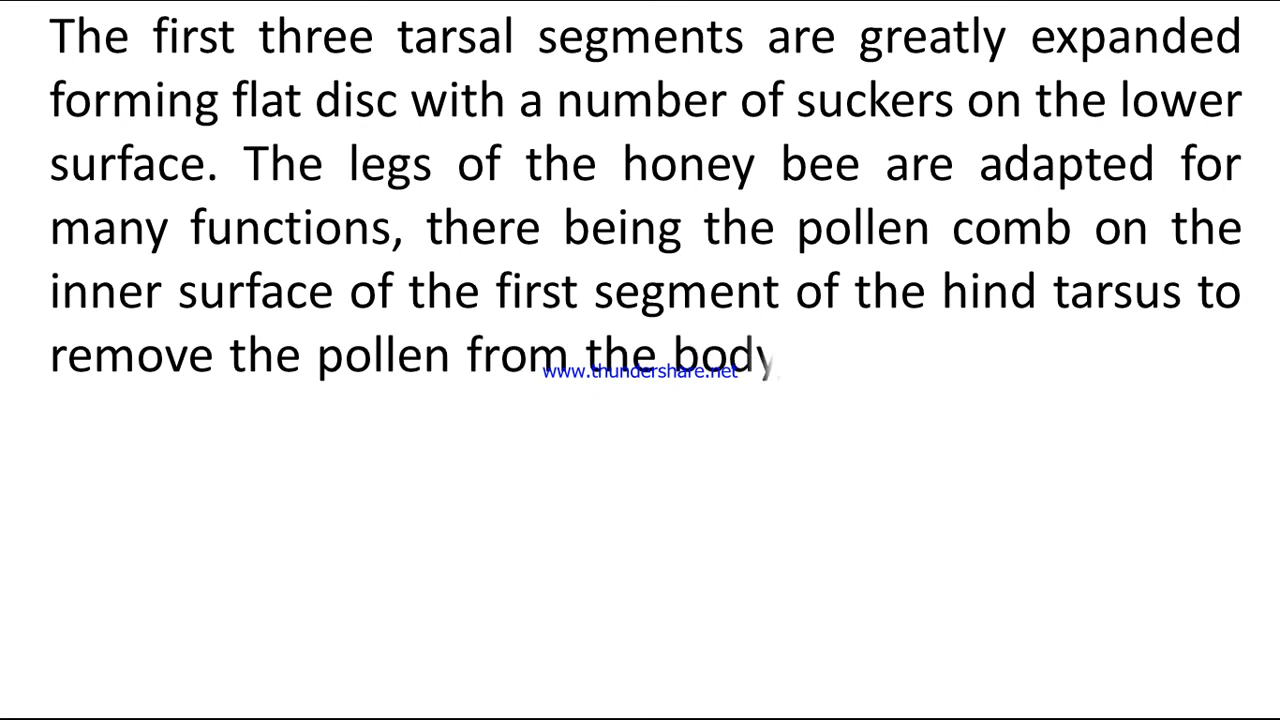 The first three tarsal segments are greatly expanded
forming flat disc with a number of suckers on the lower
surface. The legs of the honey bee are adapted for
many functions, there being the pollen comb on the
inner surface of the first segment of the hind tarsus to
remove the pollen from the body
www.thundershare.net